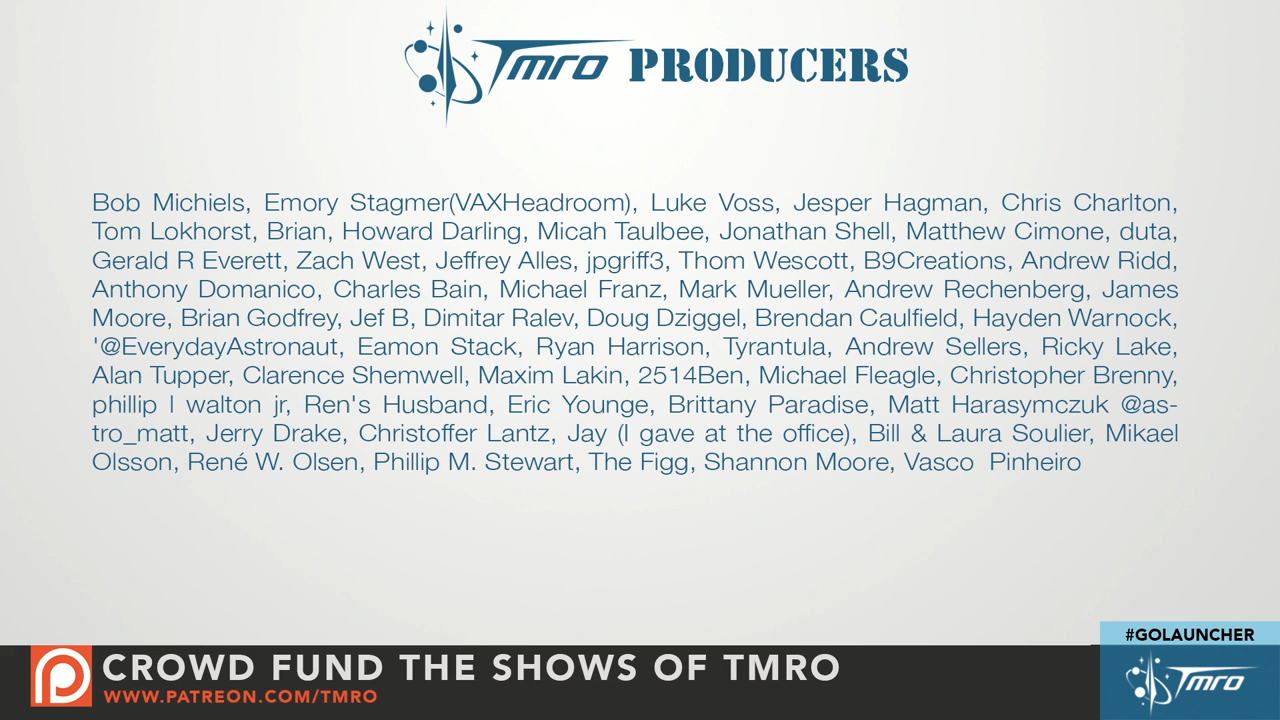 TMRO PRODUCERS
Bob Michiels, Emory Stagmer(VAXHeadroom), Luke Voss, Jesper Hagman, Chris Charlton,
Tom Lokhorst, Brian, Howard Darling, Micah Taulbee, Jonathan Shell, Matthew Cimone, duta,
Gerald R Everett, Zach West, Jeffrey Alles, jpgriff3, Thom Wescott, B9Creations, Andrew Ridd,
Anthony Domanico, Charles Bain, Michael Franz, Mark Mueller, Andrew Rechenberg, James
Moore, Brian Godfrey, Jef B, Dimitar Ralev, Doug Dziggel, Brendan Caulfield, Hayden Warnock,
'@EverydayAstronaut, Eamon Stack, Ryan Harrison, Tyrantula, Andrew Sellers, Ricky Lake,
Alan Tupper, Clarence Shemwell, Maxim Lakin, 2514Ben, Michael Fleagle, Christopher Brenny,
phillip l walton jr, Ren's Husband, Eric Younge, Brittany Paradise, Matt Harasymczuk @as-
tro_matt, Jerry Drake, Christoffer Lantz, Jay (I gave at the office), Bill & Laura Soulier, Mikael
Olsson, René W. Olsen, Phillip M. Stewart, The Figg, Shannon Moore, Vasco  Pinheiro
#GOLAUNCHER
CROWD FUND THE SHOWS OF TMRO
WWW.PATREON.COM/TMRO
TMRO